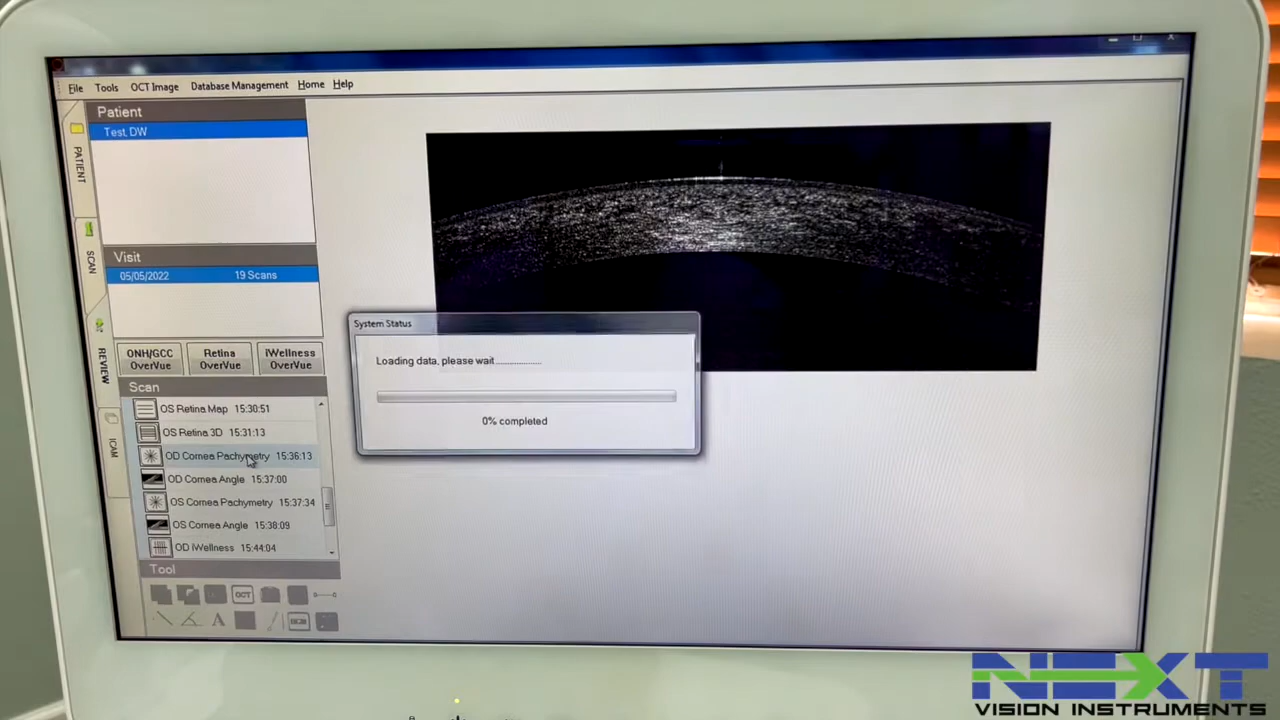 File Tools OCT Image Database Management Home Help
Patient
Test, DW
PATIENT
Visit
05/05/2022 19 Scans
SCAN
ONH/GCC OverVue
Retina OverVue
iWellness OverVue
REVIEW
Scan
OS Retina Map 15:30:51
OS Retina 3D 15:31:13
OD Cornea Pachymetry 15:36:13
OD Cornea Angle 15:37:00
OS Cornea Pachymetry 15:37:34
OS Cornea Angle 15:38:09
OD iWellness 15:44:04
ICAM
Tool
OCT
A
System Status
Loading data, please wait....................
0% completed
NEXT
VISION INSTRUMENTS